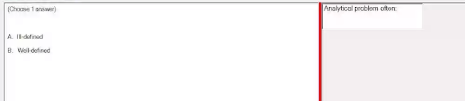 (Choose 1 answer)
A. Ill-defined
B. Well-defined
Analytical problem often: